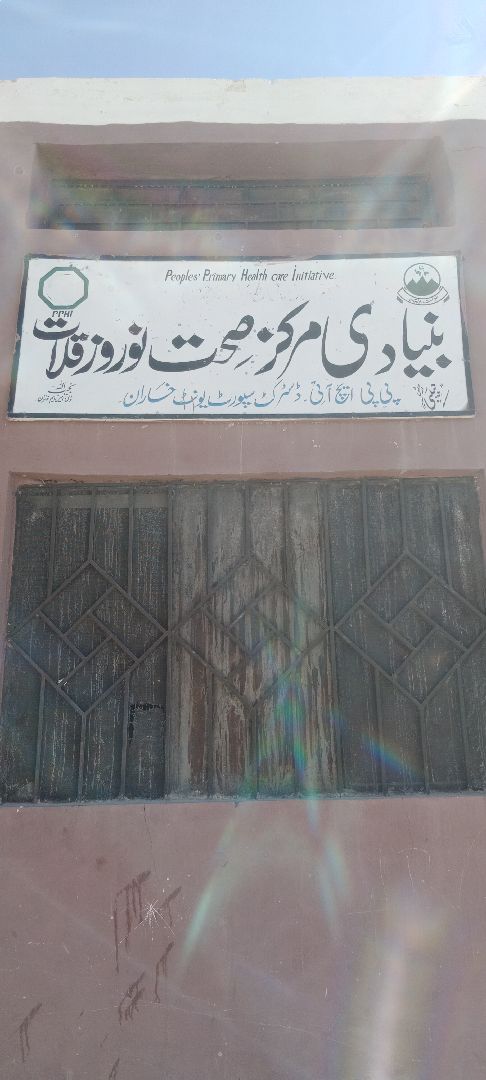 Peoples' Primary Health care Initiative
PPHI
بنیادی مرکز صحت نوروز قلات
پی پی ایچ آئی۔ ڈسٹرکٹ سپورٹ یونٹ خاران۔